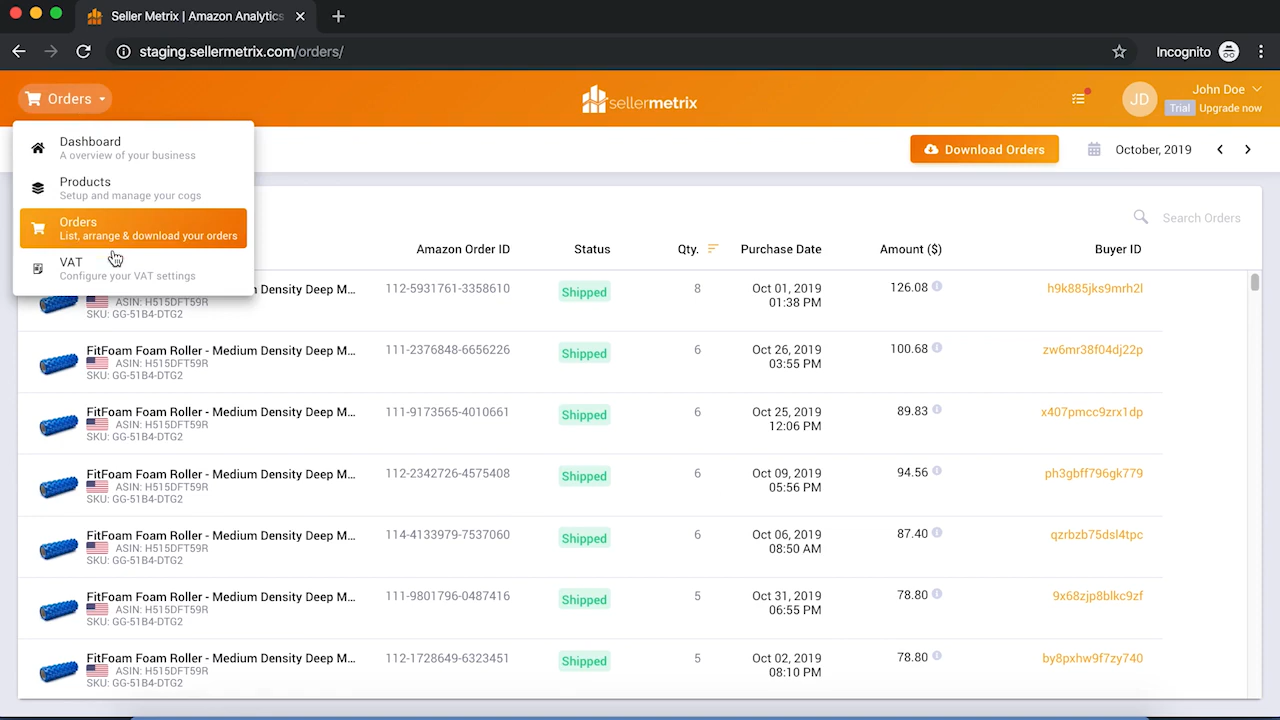 Seller Metrix | Amazon Analytics
staging.sellermetrix.com/orders/
Incognito
Orders
sellermetrix
JD
John Doe
Trial Upgrade now
Dashboard
A overview of your business
Products
Setup and manage your cogs
Orders
List, arrange & download your orders
VAT
Configure your VAT settings
Download Orders
October, 2019
Search Orders
Amazon Order ID Status Qty. Purchase Date Amount ($) Buyer ID
Density Deep M... 112-5931761-3358610 Shipped 8 Oct 01, 2019 126.08 h9k885jks9mrh2l
ASIN: H515DFT59R 01:38 PM
SKU: GG-51B4-DTG2
FitFoam Foam Roller - Medium Density Deep M... 111-2376848-6656226 Shipped 6 Oct 26, 2019 100.68 zw6mr38f04dj22p
ASIN: H515DFT59R 03:55 PM
SKU: GG-51B4-DTG2
FitFoam Foam Roller - Medium Density Deep M... 111-9173565-4010661 Shipped 6 Oct 25, 2019 89.83 x407pmcc9zrx1dp
ASIN: H515DFT59R 12:06 PM
SKU: GG-51B4-DTG2
FitFoam Foam Roller - Medium Density Deep M... 112-2342726-4575408 Shipped 6 Oct 09, 2019 94.56 ph3gbff796gk779
ASIN: H515DFT59R 05:56 PM
SKU: GG-51B4-DTG2
FitFoam Foam Roller - Medium Density Deep M... 114-4133979-7537060 Shipped 6 Oct 06, 2019 87.40 qzrbzb75dsl4tpc
ASIN: H515DFT59R 08:50 AM
SKU: GG-51B4-DTG2
FitFoam Foam Roller - Medium Density Deep M... 111-9801796-0487416 Shipped 5 Oct 31, 2019 78.80 9x68zjp8blkc9zf
ASIN: H515DFT59R 06:55 PM
SKU: GG-51B4-DTG2
FitFoam Foam Roller - Medium Density Deep M... 112-1728649-6323451 Shipped 5 Oct 02, 2019 78.80 by8pxhw9f7zy740
ASIN: H515DFT59R 08:10 PM
SKU: GG-51B4-DTG2